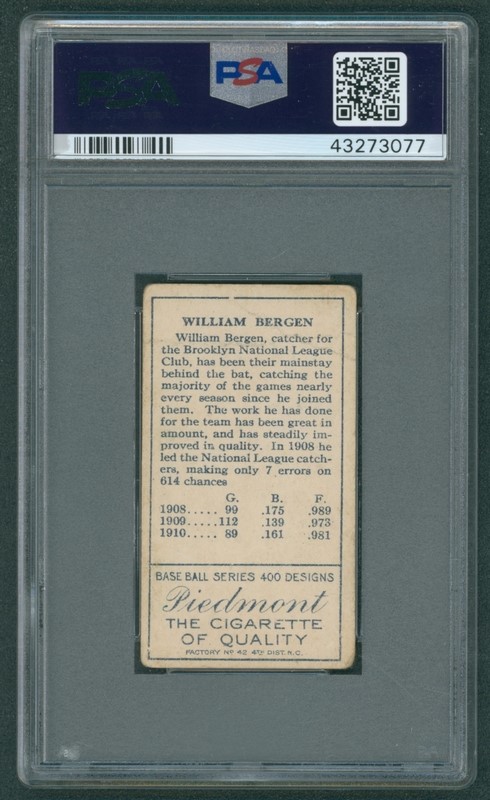 PSA
PSA
43273077
WILLIAM BERGEN
William Bergen, catcher for
the Brooklyn National League
Club, has been their mainstay
behind the bat, catching the
majority of the games nearly
every season since he joined
them. The work he has done
for the team has been great in
amount, and has steadily im-
proved in quality. In 1908 he
led the National League catch-
ers, making only 7 errors on
614 chances
G. B. F.
1908..... 99 .175 .989
1909.....112 .139 .973
1910..... 89 .161 .981
BASE BALL SERIES 400 DESIGNS
Piedmont
THE CIGARETTE
OF QUALITY
FACTORY No 42 4TH DIST. N.C.